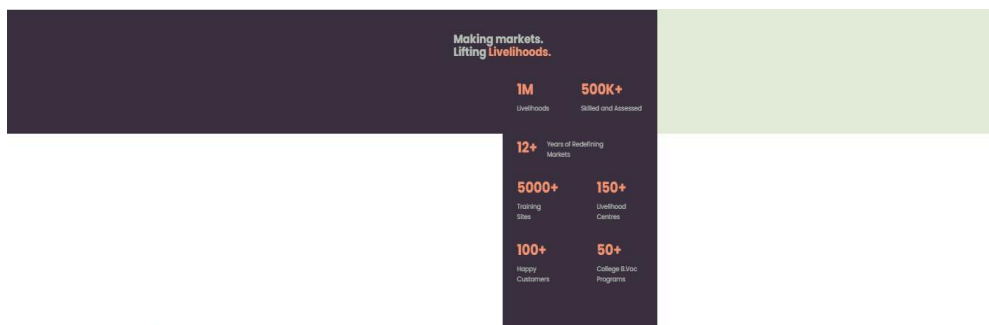 Making markets.
Lifting Livelihoods.
1M 500K+
Livelihoods Skilled and Assessed
12+ Years of Redefining
Markets
5000+ 150+
Training Livelihood
Sites Centres
100+ 50+
Happy College B.Voc
Customers Programs